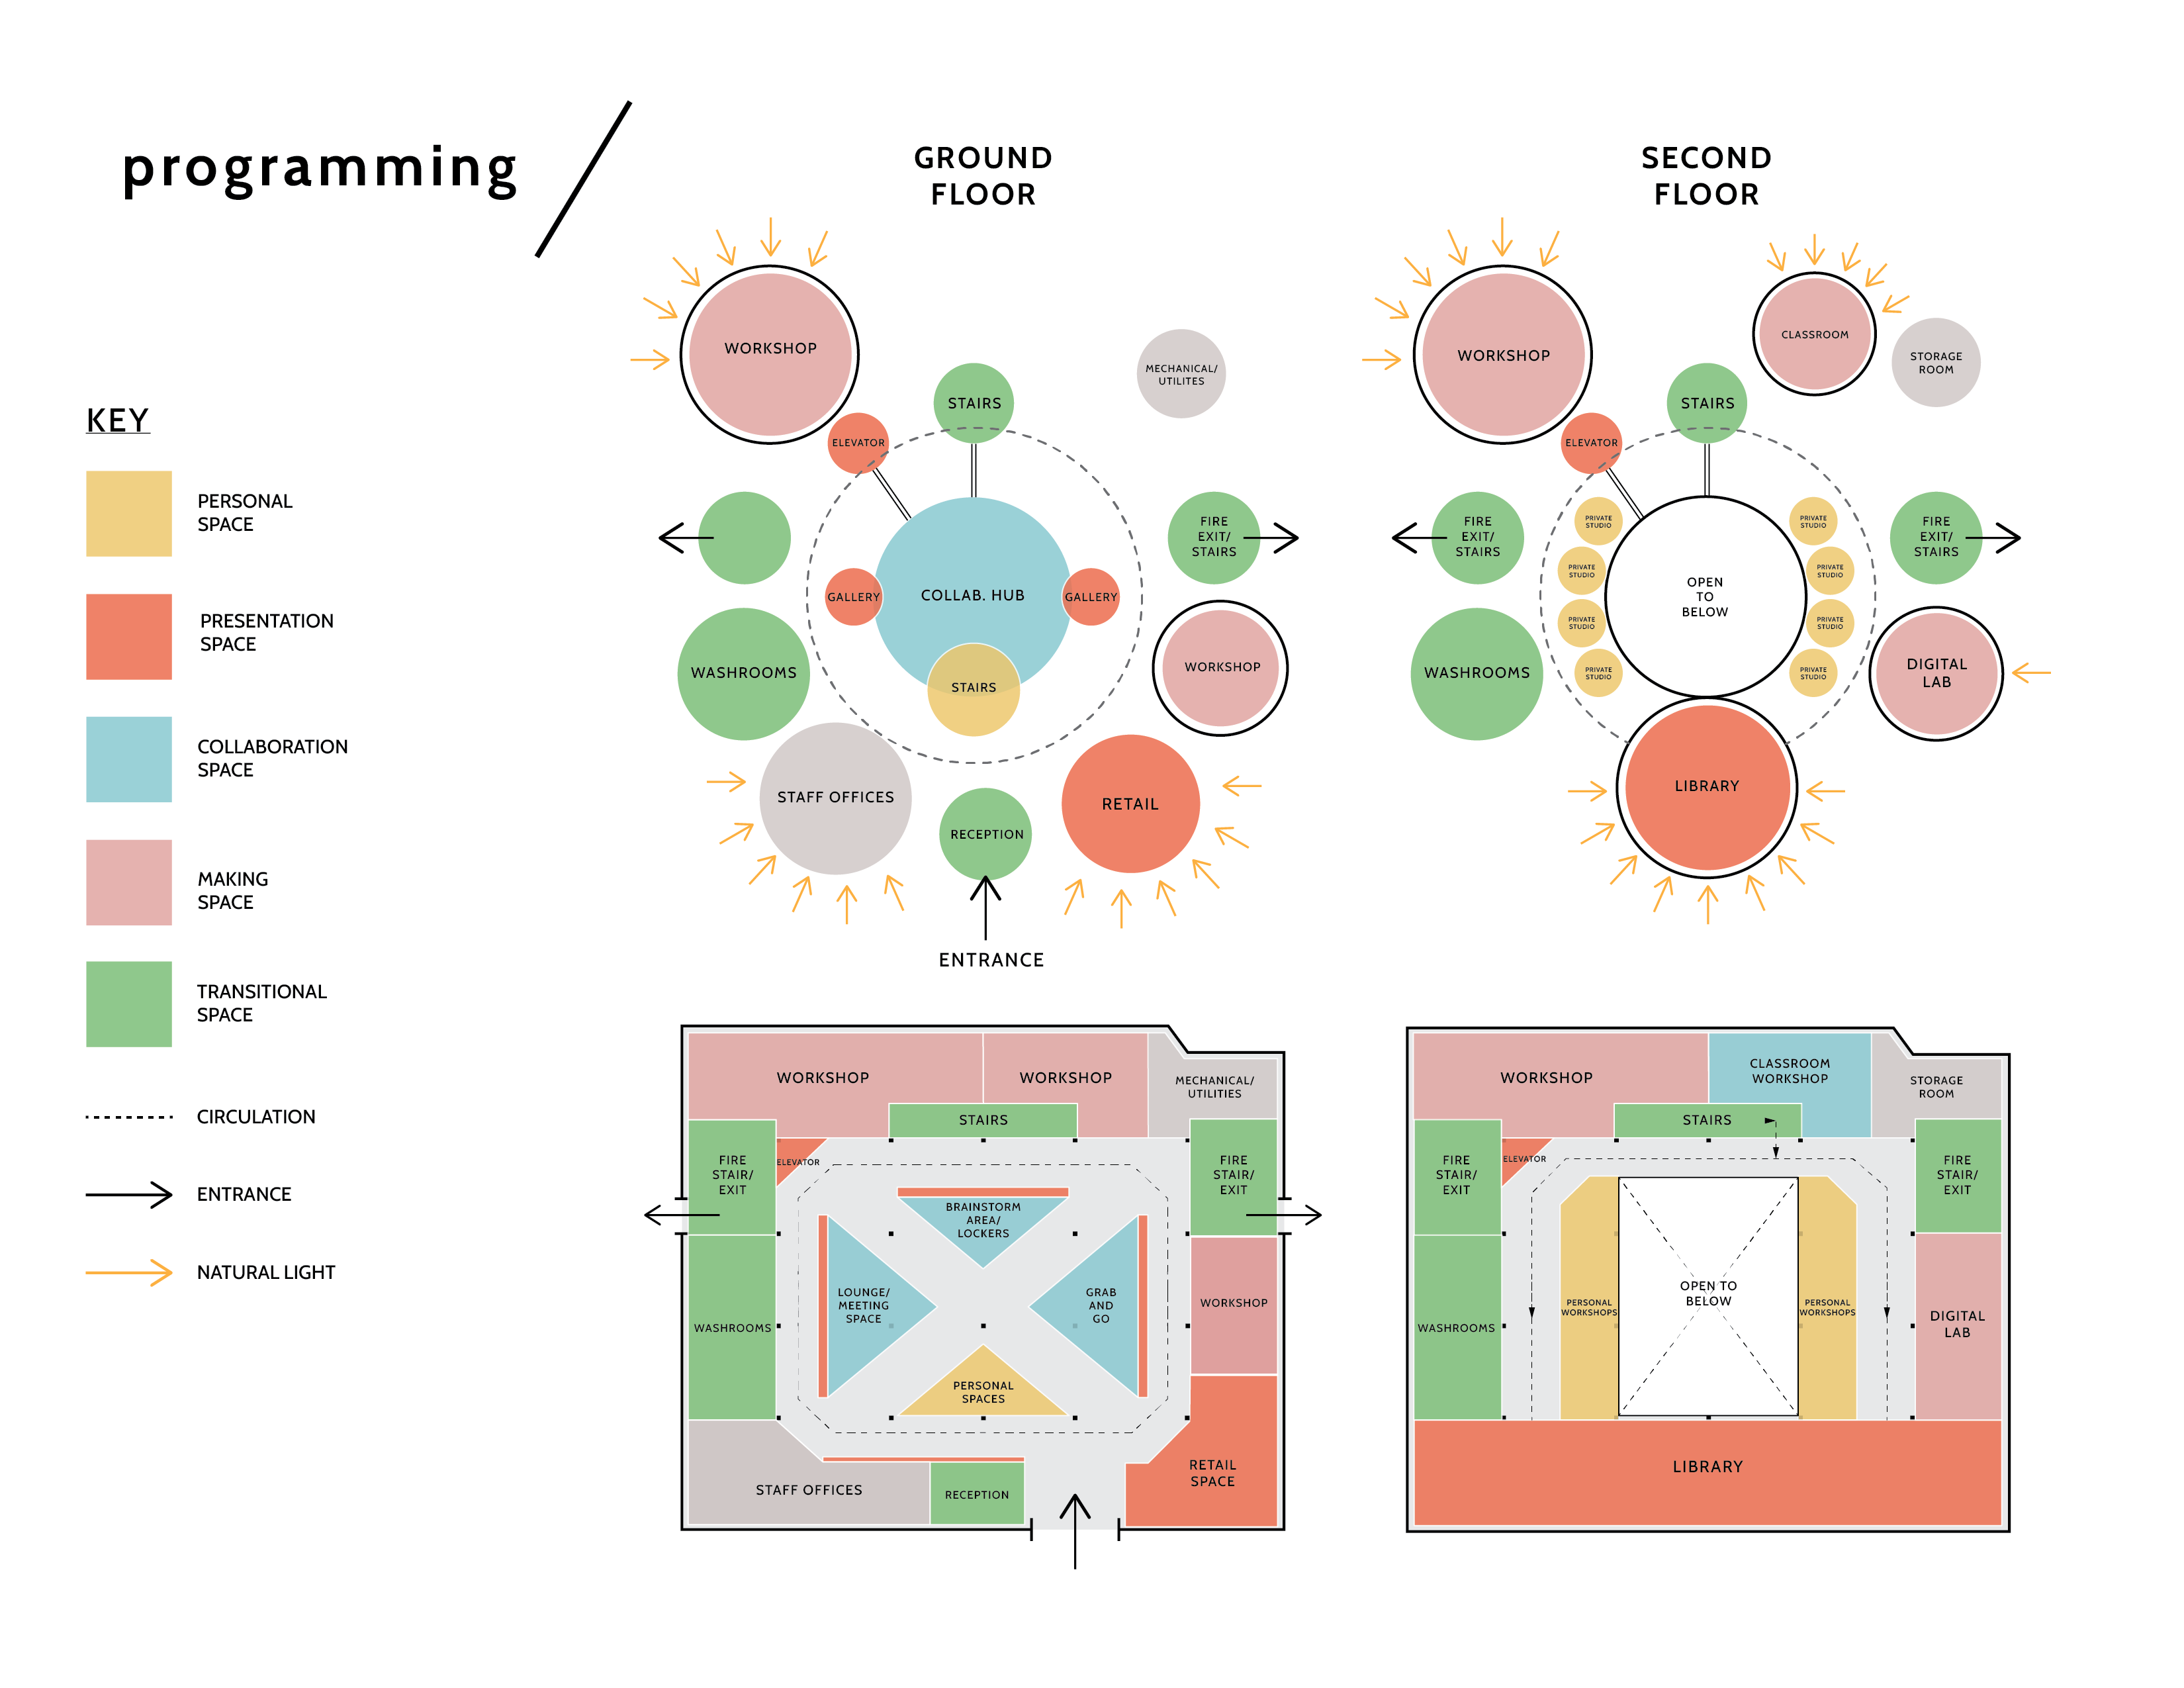 programming
KEY
PERSONAL
SPACE
PRESENTATION
SPACE
COLLABORATION
SPACE
MAKING
SPACE
TRANSITIONAL
SPACE
CIRCULATION
ENTRANCE
NATURAL LIGHT
GROUND
FLOOR
WORKSHOP
MECHANICAL/
UTILITES
STAIRS
ELEVATOR
FIRE
EXIT/
STAIRS
GALLERY
COLLAB. HUB
GALLERY
WASHROOMS
WORKSHOP
STAIRS
STAFF OFFICES
RETAIL
RECEPTION
ENTRANCE
SECOND
FLOOR
WORKSHOP
CLASSROOM
STORAGE
ROOM
STAIRS
ELEVATOR
FIRE
EXIT/
STAIRS
PRIVATE
STUDIO
PRIVATE
STUDIO
PRIVATE
STUDIO
PRIVATE
STUDIO
OPEN
TO
BELOW
PRIVATE
STUDIO
PRIVATE
STUDIO
PRIVATE
STUDIO
PRIVATE
STUDIO
FIRE
EXIT/
STAIRS
WASHROOMS
DIGITAL
LAB
LIBRARY
WORKSHOP
WORKSHOP
MECHANICAL/
UTILITIES
STAIRS
FIRE
STAIR/
EXIT
ELEVATOR
FIRE
STAIR/
EXIT
BRAINSTORM
AREA/
LOCKERS
LOUNGE/
MEETING
SPACE
GRAB
AND
GO
WORKSHOP
WASHROOMS
PERSONAL
SPACES
RETAIL
SPACE
STAFF OFFICES
RECEPTION
WORKSHOP
CLASSROOM
WORKSHOP
STORAGE
ROOM
STAIRS
FIRE
STAIR/
EXIT
ELEVATOR
FIRE
STAIR/
EXIT
OPEN TO
BELOW
PERSONAL
WORKSHOPS
PERSONAL
WORKSHOPS
WASHROOMS
DIGITAL
LAB
LIBRARY